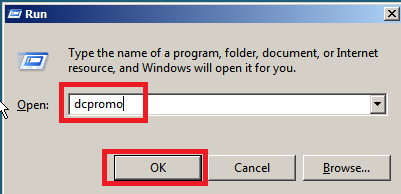 Run
Type the name of a program, folder, document, or Internet
resource, and Windows will open it for you.
Open: dcpromo
OK Cancel Browse...